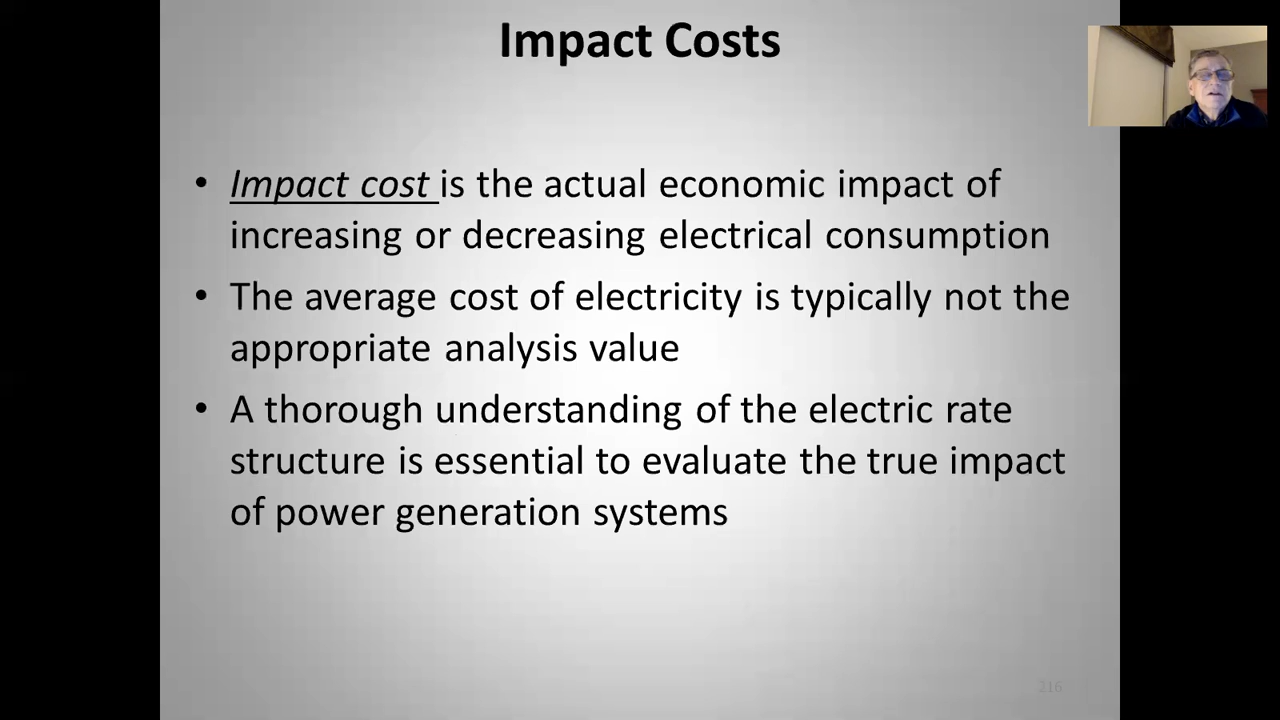 Impact Costs
• Impact cost is the actual economic impact of
increasing or decreasing electrical consumption
• The average cost of electricity is typically not the
appropriate analysis value
• A thorough understanding of the electric rate
structure is essential to evaluate the true impact
of power generation systems
216